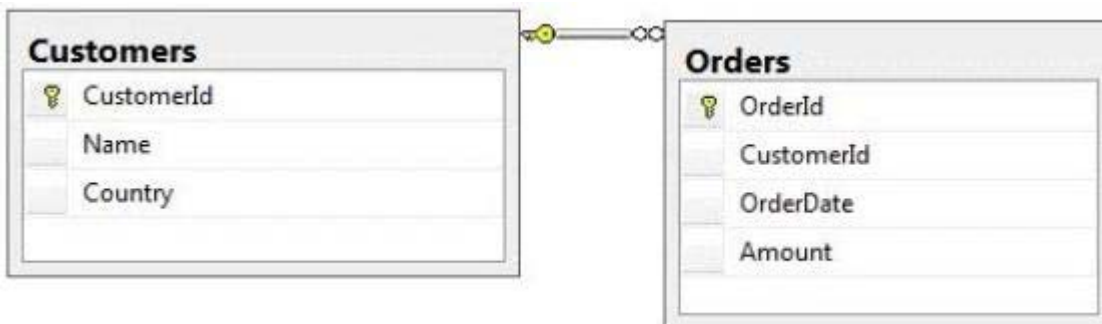 Customers
CustomerId
Name
Country
Orders
OrderId
CustomerId
OrderDate
Amount